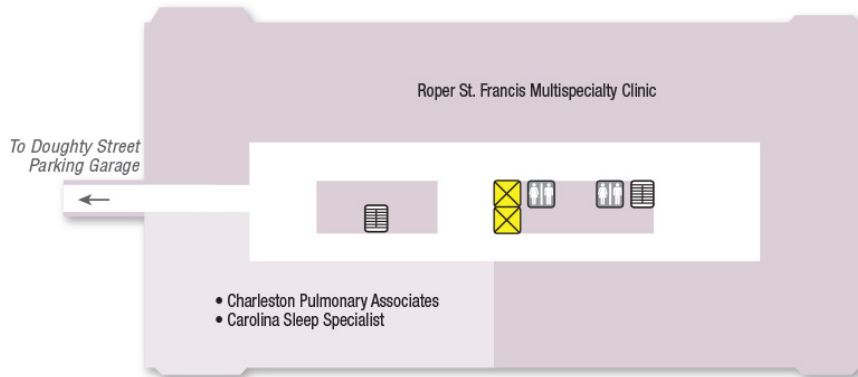 Roper St. Francis Multispecialty Clinic
To Doughty Street
Parking Garage
• Charleston Pulmonary Associates
• Carolina Sleep Specialist